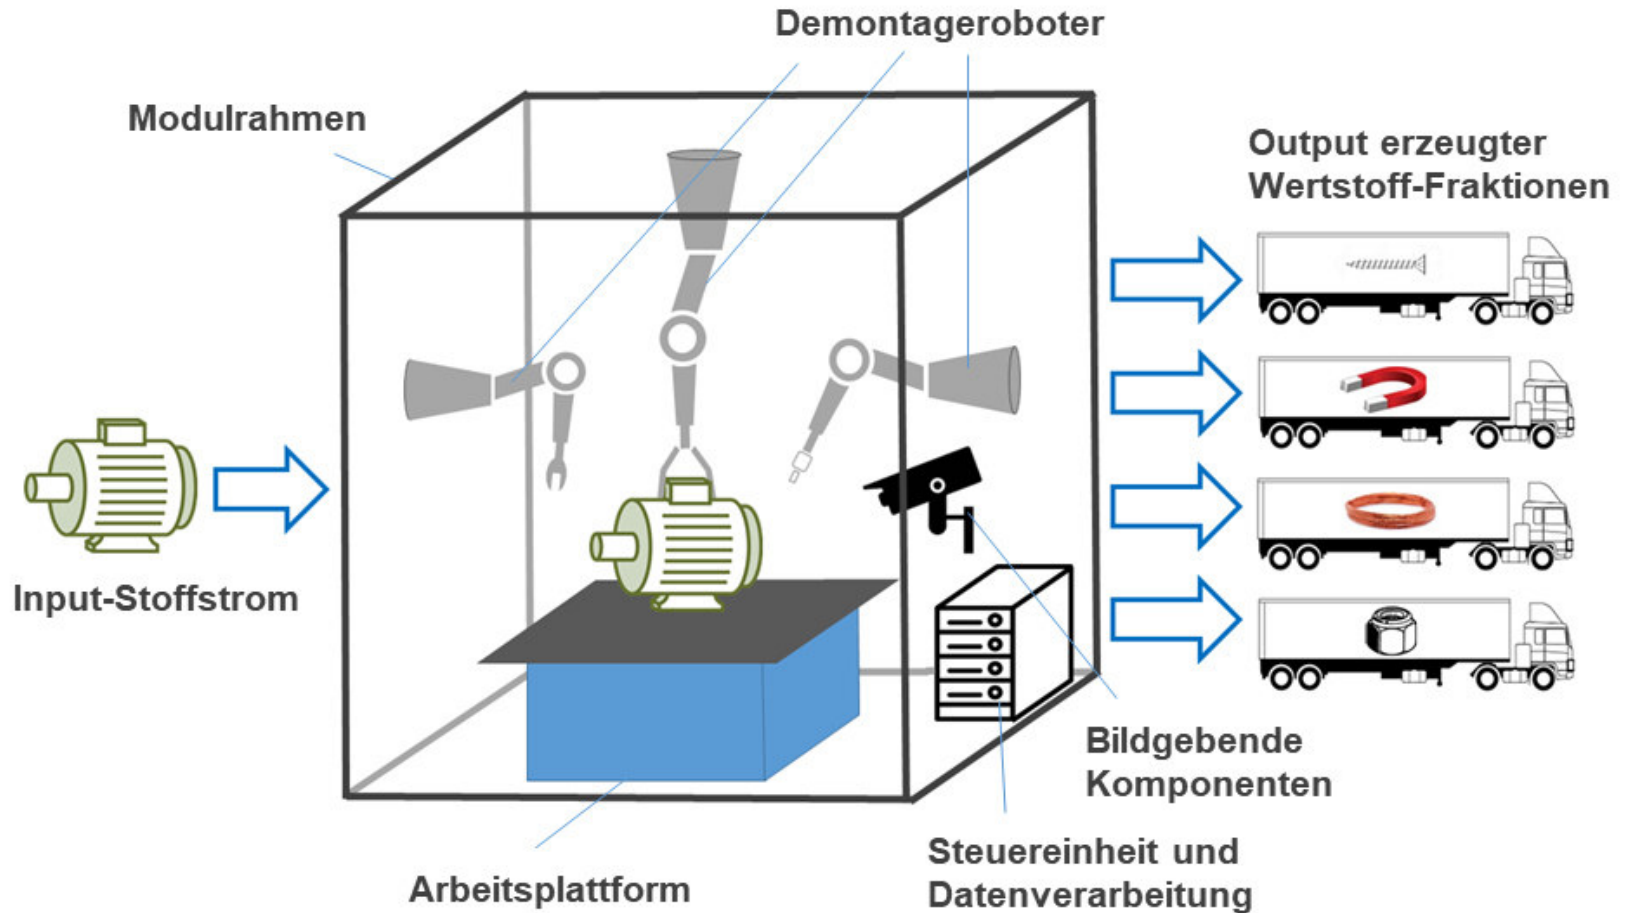 Demontageroboter
Modulrahmen
Output erzeugter
Wertstoff-Fraktionen
Input-Stoffstrom
Bildgebende
Komponenten
Steuereinheit und
Datenverarbeitung
Arbeitsplattform